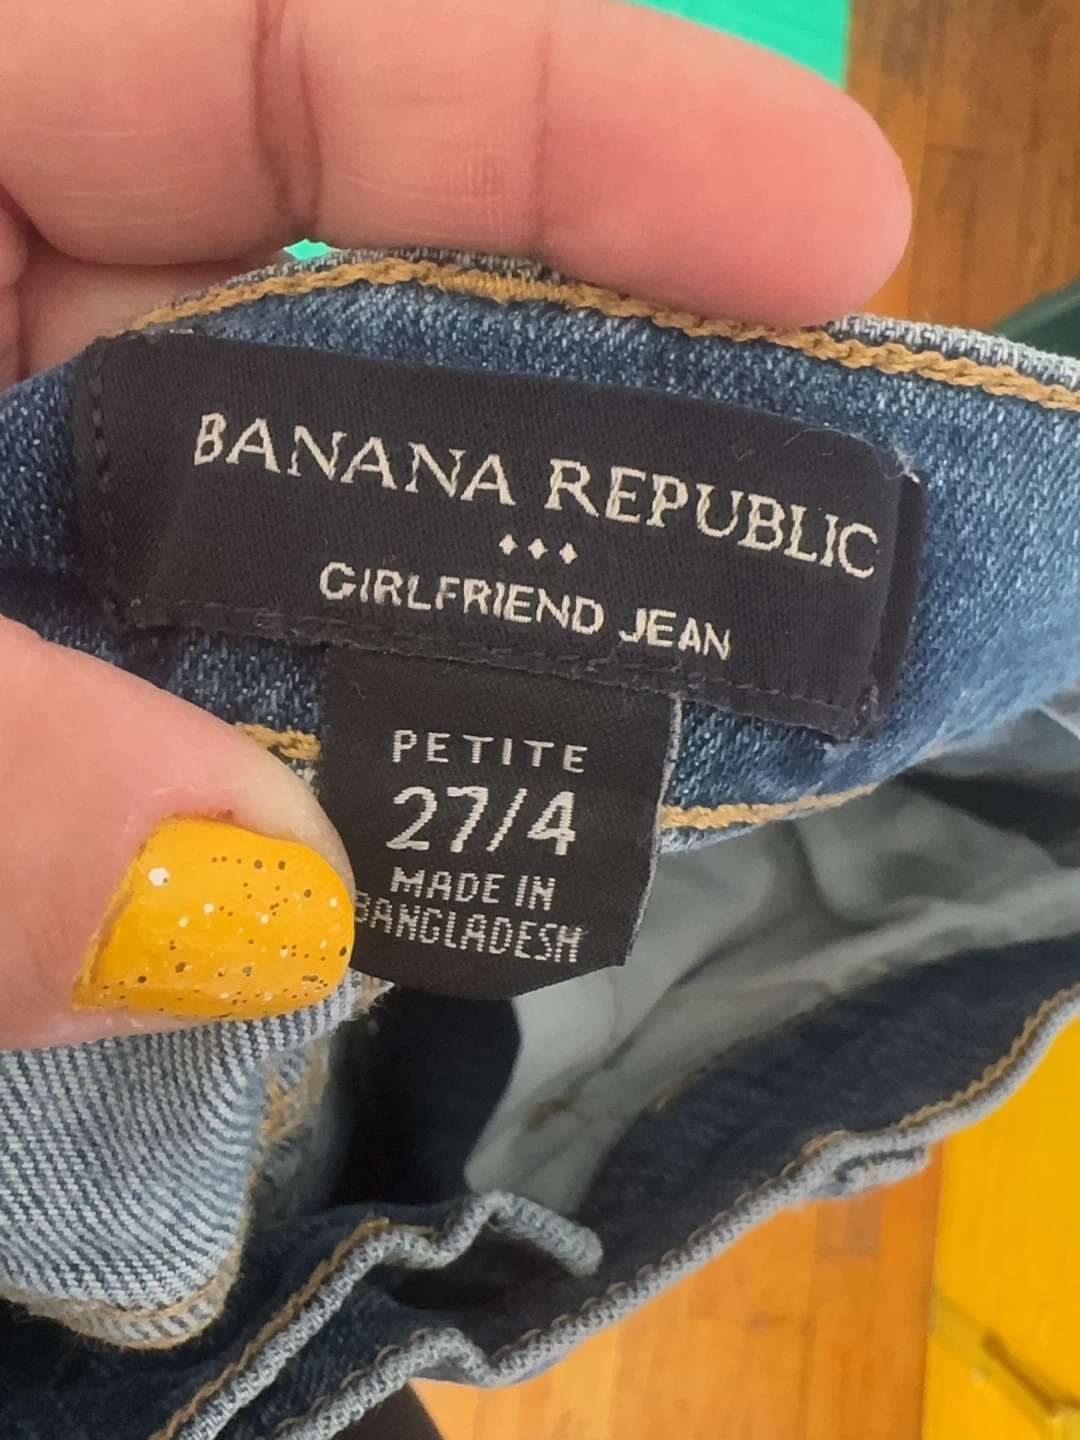 BANANA REPUBLIC
GIRLFRIEND JEAN
PETITE
27/4
MADE IN
BANGLADESH